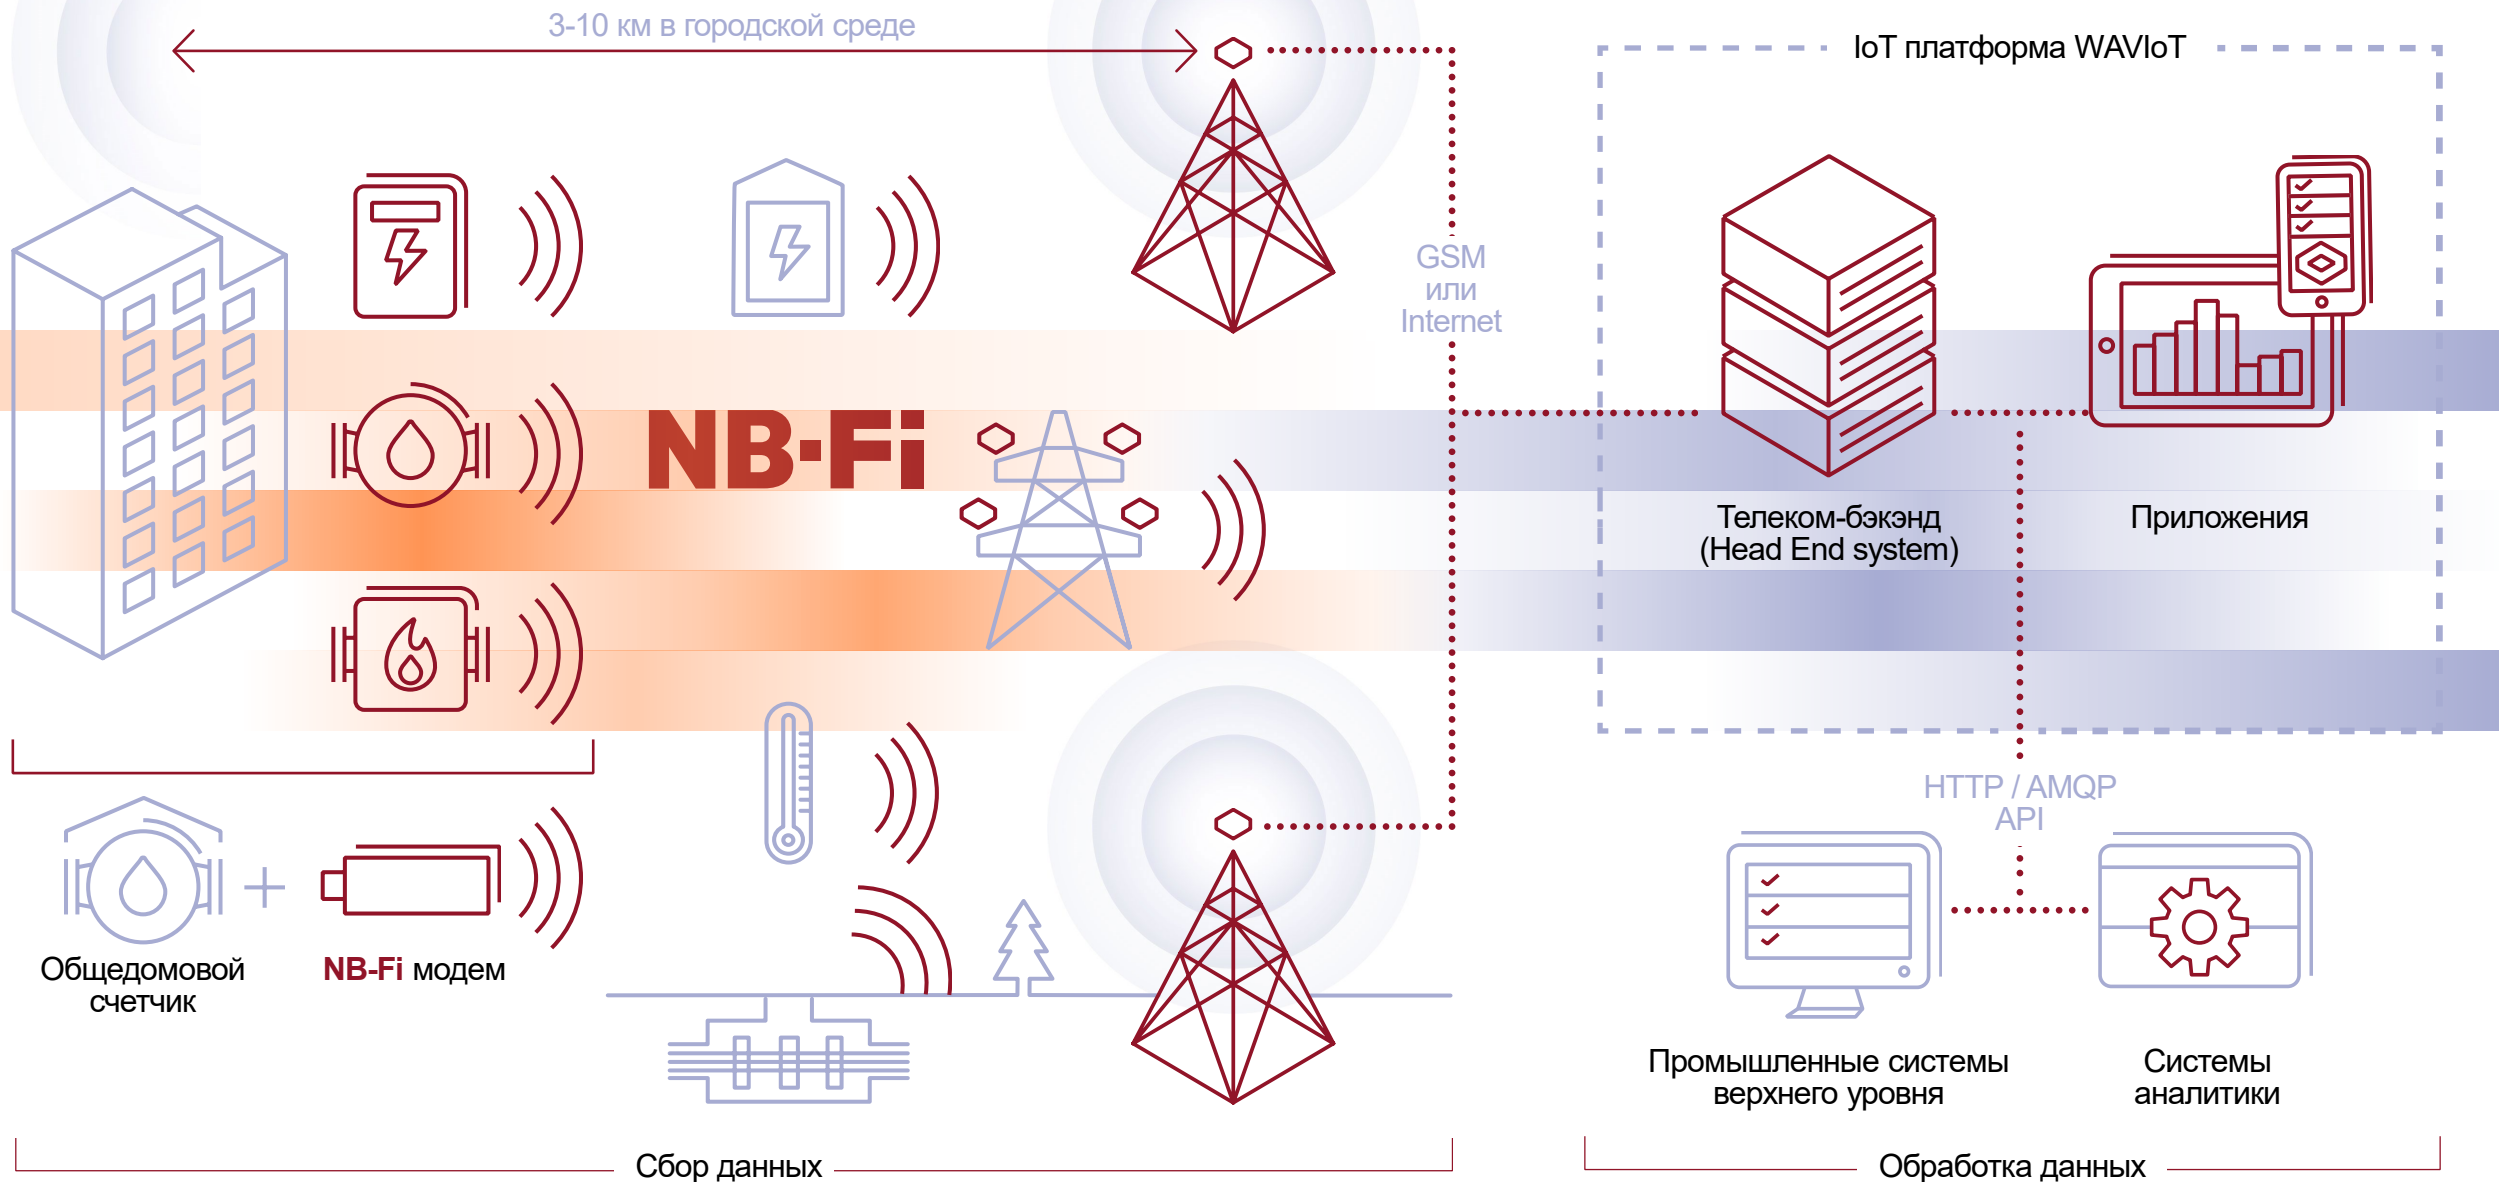 3-10 км в городской среде
IoT платформа WAVIoT
GSM
или
Internet
NB-Fi
Телеком-бэкэнд
(Head End system)
Приложения
HTTP / AMQP
API
Общедомовой
счетчик
NB-Fi модем
Промышленные системы
верхнего уровня
Системы
аналитики
Сбор данных
Обработка данных